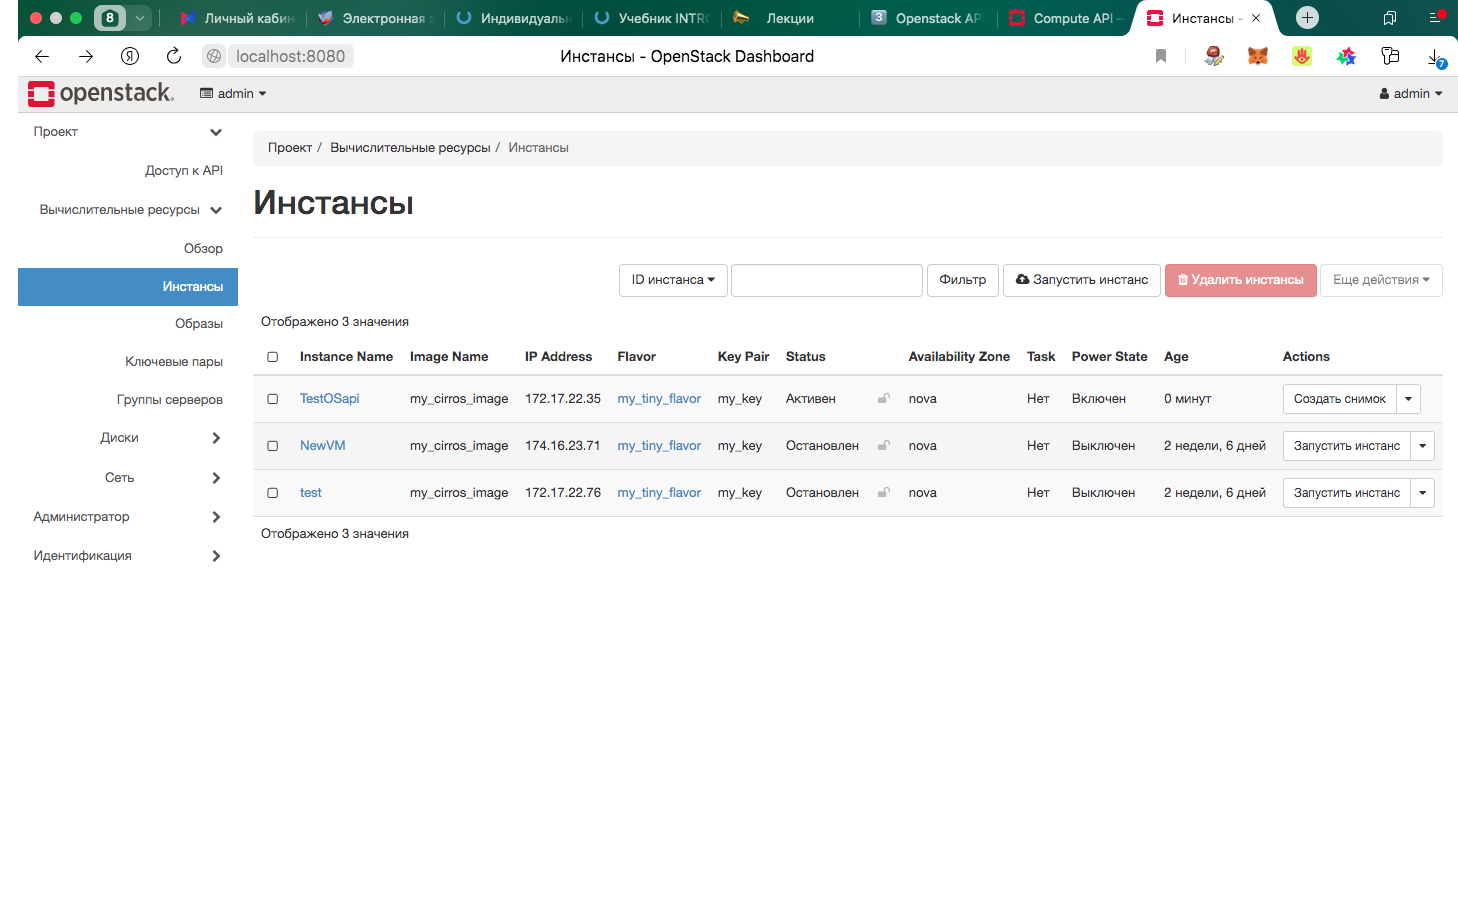 8 Личный кабин Электронная Индивидуальн Учебник INTRO Лекции 3 Openstack AP Compute API – Инстансы -
Я localhost:8080 Инстансы - OpenStack Dashboard 7
openstack. admin admin
Проект
Доступ к API
Вычислительные ресурсы
Обзор
Инстансы
Образы
Ключевые пары
Группы серверов
Диски
Сеть
Администратор
Идентификация
Проект / Вычислительные ресурсы / Инстансы
Инстансы
ID инстанса Фильтр Запустить инстанс Удалить инстансы Еще действия
Отображено 3 значения
Instance Name Image Name IP Address Flavor Key Pair Status Availability Zone Task Power State Age Actions
TestOSapi my_cirros_image 172.17.22.35 my_tiny_flavor my_key Активен nova Нет Включен 0 минут Создать снимок
NewVM my_cirros_image 174.16.23.71 my_tiny_flavor my_key Остановлен nova Нет Выключен 2 недели, 6 дней Запустить инстанс
test my_cirros_image 172.17.22.76 my_tiny_flavor my_key Остановлен nova Нет Выключен 2 недели, 6 дней Запустить инстанс
Отображено 3 значения